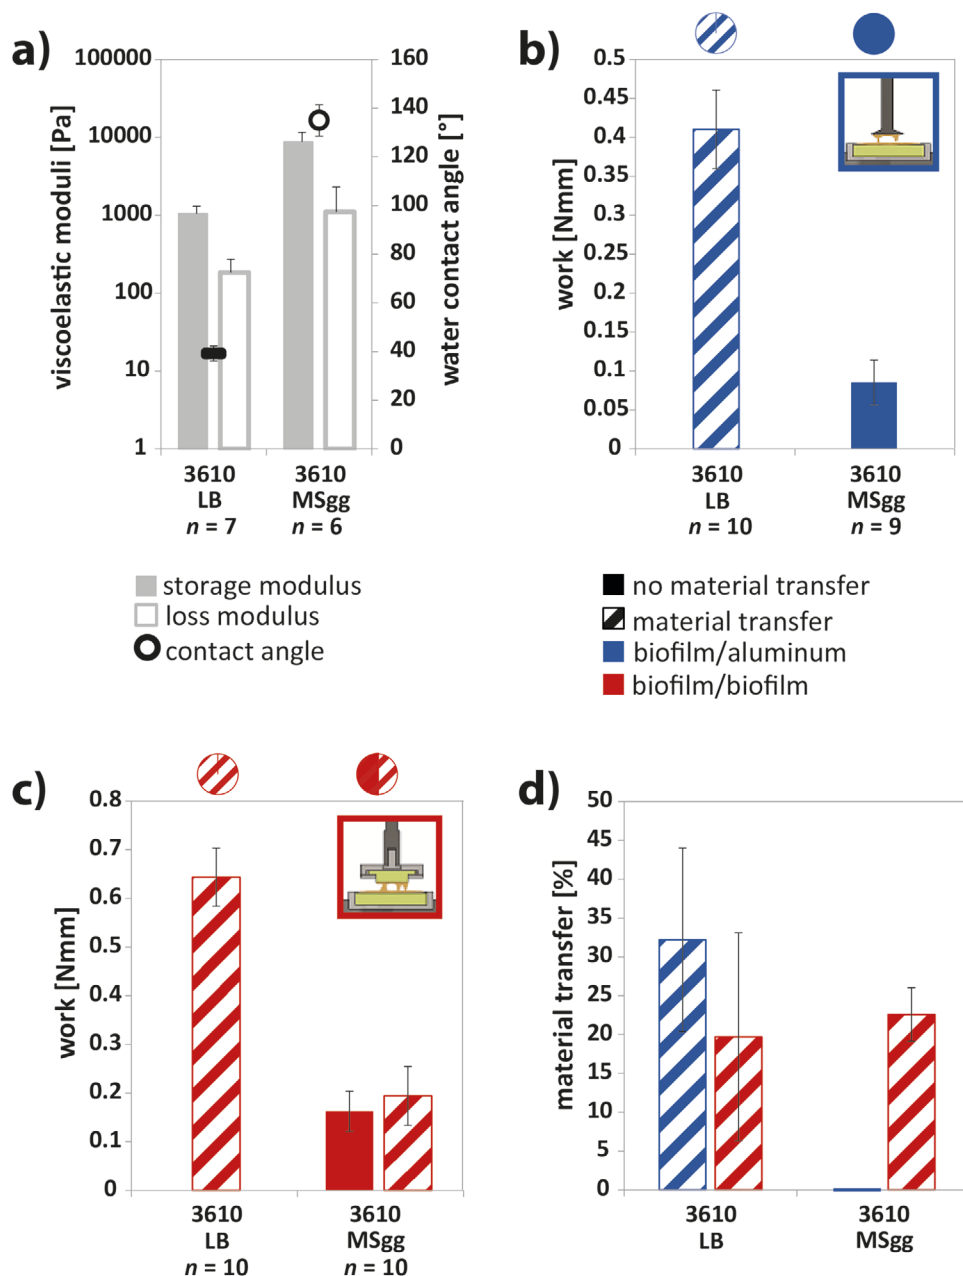 a)
100000
10000
1000
100
10
1
viscoelastic moduli [Pa]
160
140
120
100
80
60
40
20
0
water contact angle [°]
3610
LB
n = 7
3610
MSgg
n = 6
storage modulus
loss modulus
contact angle
b)
0.5
0.45
0.4
0.35
0.3
0.25
0.2
0.15
0.1
0.05
0
work [Nmm]
3610
LB
n = 10
3610
MSgg
n = 9
no material transfer
material transfer
biofilm/aluminum
biofilm/biofilm
c)
0.8
0.7
0.6
0.5
0.4
0.3
0.2
0.1
0
work [Nmm]
3610
LB
n = 10
3610
MSgg
n = 10
d)
50
45
40
35
30
25
20
15
10
5
0
material transfer [%]
3610
LB
3610
MSgg